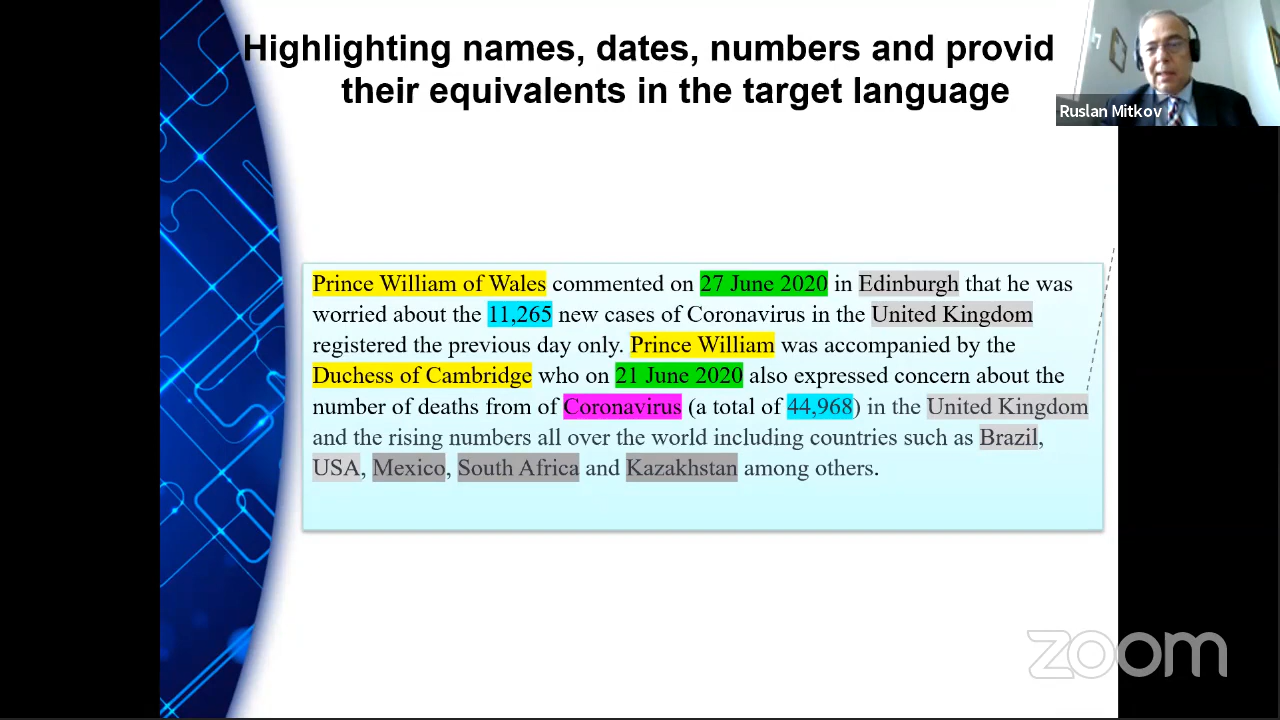 Highlighting names, dates, numbers and provid
their equivalents in the target language
Ruslan Mitkov
Prince William of Wales commented on 27 June 2020 in Edinburgh that he was
worried about the 11,265 new cases of Coronavirus in the United Kingdom
registered the previous day only. Prince William was accompanied by the
Duchess of Cambridge who on 21 June 2020 also expressed concern about the
number of deaths from of Coronavirus (a total of 44,968) in the United Kingdom
and the rising numbers all over the world including countries such as Brazil,
USA, Mexico, South Africa and Kazakhstan among others.
zoom